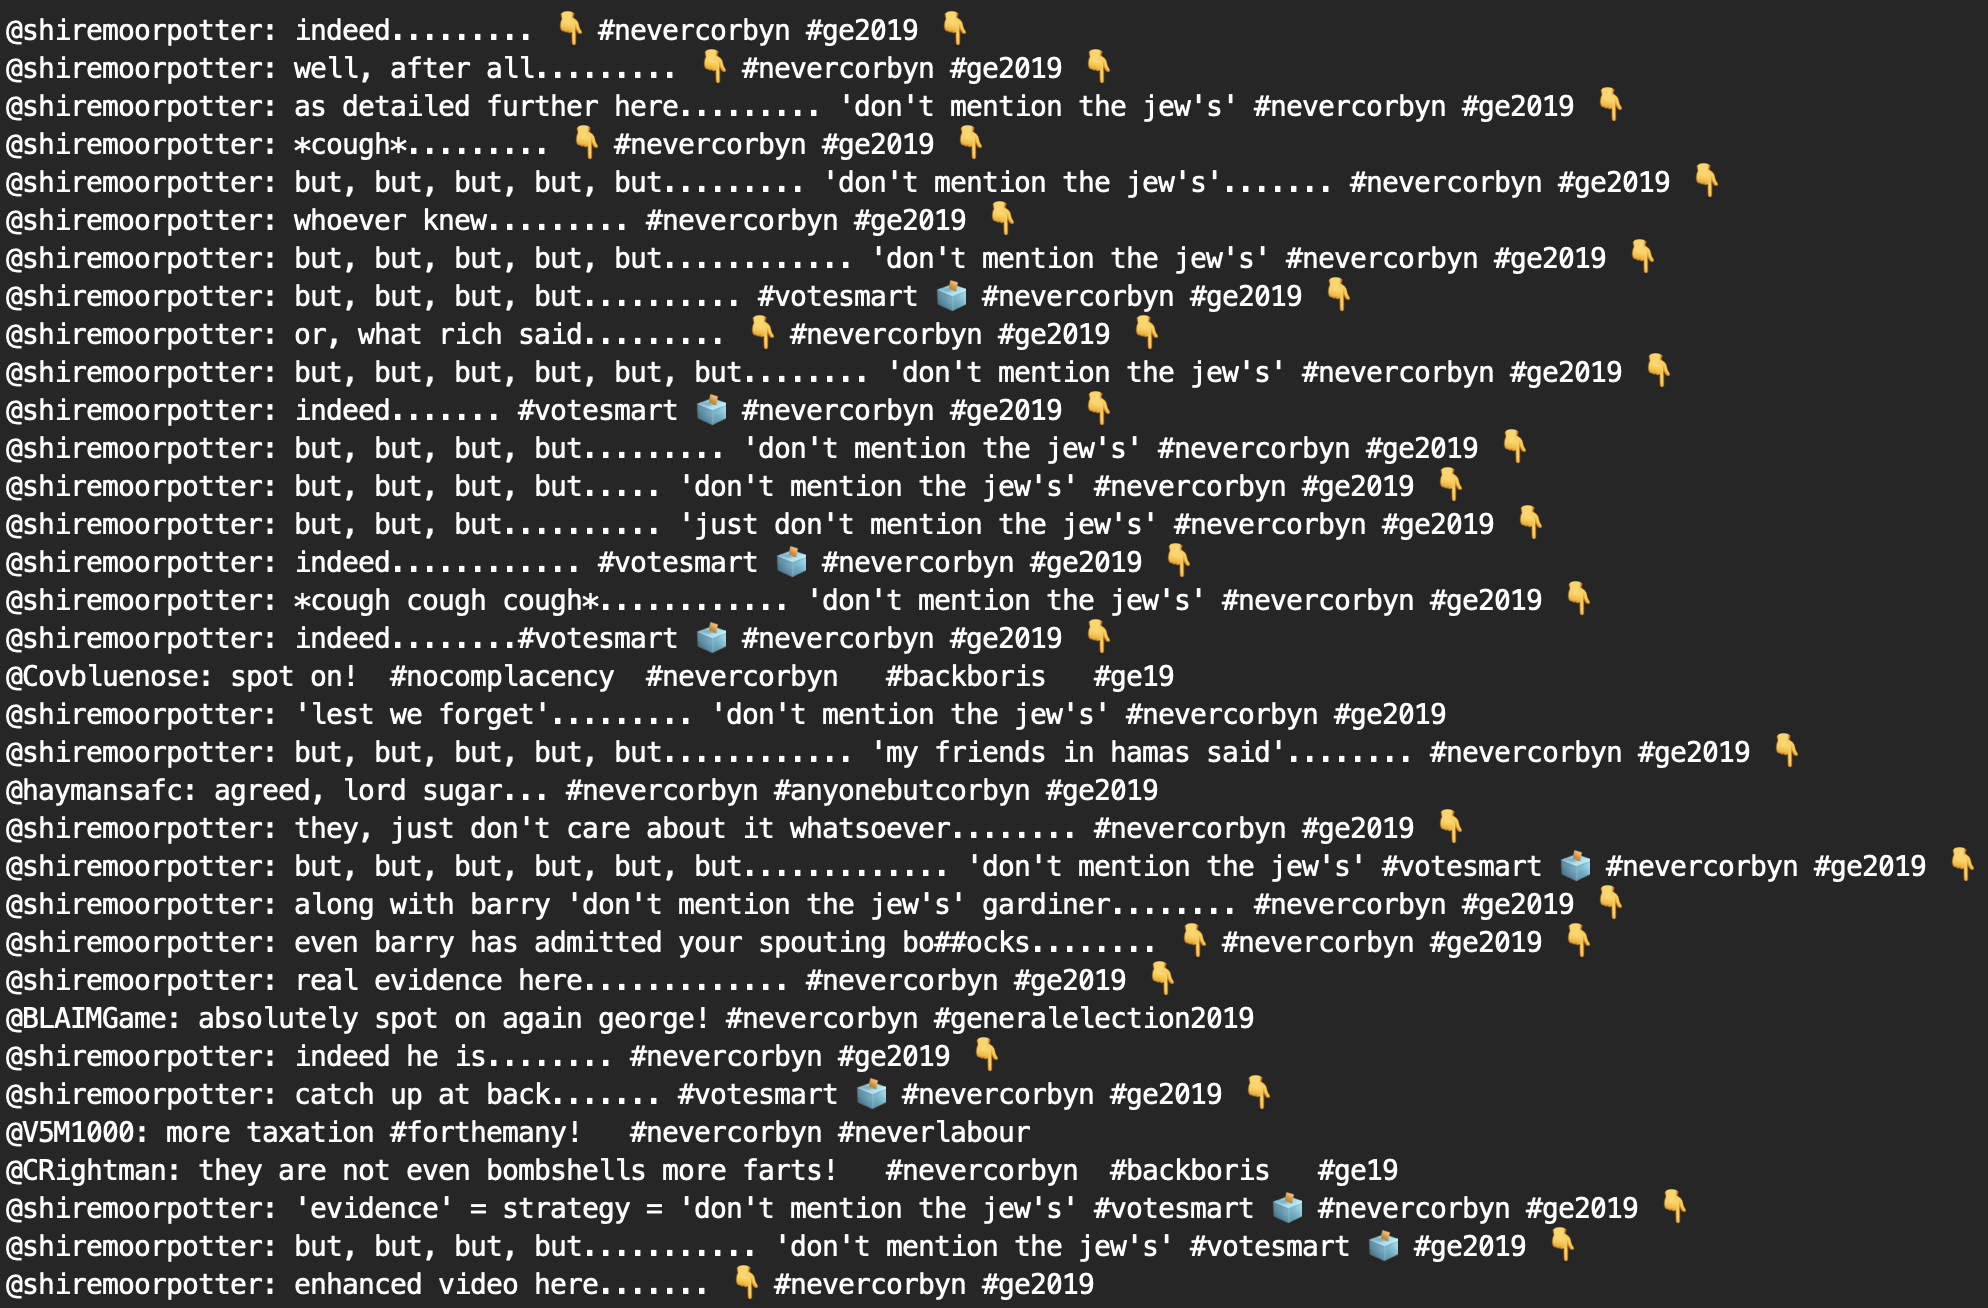 @shiremoorpotter: indeed......... 👇 #nevercorbyn #ge2019 👇
@shiremoorpotter: well, after all......... 👇 #nevercorbyn #ge2019 👇
@shiremoorpotter: as detailed further here......... 'don't mention the jew's' #nevercorbyn #ge2019 👇
@shiremoorpotter: *cough*......... 👇 #nevercorbyn #ge2019 👇
@shiremoorpotter: but, but, but, but, but......... 'don't mention the jew's'....... #nevercorbyn #ge2019 👇
@shiremoorpotter: whoever knew......... #nevercorbyn #ge2019 👇
@shiremoorpotter: but, but, but, but, but............ 'don't mention the jew's' #nevercorbyn #ge2019 👇
@shiremoorpotter: but, but, but, but.......... #votesmart 🗳 #nevercorbyn #ge2019 👇
@shiremoorpotter: or, what rich said......... 👇 #nevercorbyn #ge2019 👇
@shiremoorpotter: but, but, but, but, but, but........ 'don't mention the jew's' #nevercorbyn #ge2019 👇
@shiremoorpotter: indeed....... #votesmart 🗳 #nevercorbyn #ge2019 👇
@shiremoorpotter: but, but, but, but......... 'don't mention the jew's' #nevercorbyn #ge2019 👇
@shiremoorpotter: but, but, but, but..... 'don't mention the jew's' #nevercorbyn #ge2019 👇
@shiremoorpotter: but, but, but.......... 'just don't mention the jew's' #nevercorbyn #ge2019 👇
@shiremoorpotter: indeed............ #votesmart 🗳 #nevercorbyn #ge2019 👇
@shiremoorpotter: *cough cough cough*............ 'don't mention the jew's' #nevercorbyn #ge2019 👇
@shiremoorpotter: indeed........#votesmart 🗳 #nevercorbyn #ge2019 👇
@Covbluenose: spot on!  #nocomplacency  #nevercorbyn   #backboris   #ge19
@shiremoorpotter: 'lest we forget'......... 'don't mention the jew's' #nevercorbyn #ge2019
@shiremoorpotter: but, but, but, but, but............ 'my friends in hamas said'........ #nevercorbyn #ge2019 👇
@haymansafc: agreed, lord sugar... #nevercorbyn #anyonebutcorbyn #ge2019
@shiremoorpotter: they, just don't care about it whatsoever........ #nevercorbyn #ge2019 👇
@shiremoorpotter: but, but, but, but, but, but............. 'don't mention the jew's' #votesmart 🗳 #nevercorbyn #ge2019 👇
@shiremoorpotter: along with barry 'don't mention the jew's' gardiner........ #nevercorbyn #ge2019 👇
@shiremoorpotter: even barry has admitted your spouting bo##ocks........ 👇 #nevercorbyn #ge2019 👇
@shiremoorpotter: real evidence here............. #nevercorbyn #ge2019 👇
@BLAIMGame: absolutely spot on again george! #nevercorbyn #generalelection2019
@shiremoorpotter: indeed he is........ #nevercorbyn #ge2019 👇
@shiremoorpotter: catch up at back....... #votesmart 🗳 #nevercorbyn #ge2019 👇
@V5M1000: more taxation #forthemany!   #nevercorbyn #neverlabour
@CRightman: they are not even bombshells more farts!   #nevercorbyn  #backboris   #ge19
@shiremoorpotter: 'evidence' = strategy = 'don't mention the jew's' #votesmart 🗳 #nevercorbyn #ge2019 👇
@shiremoorpotter: but, but, but, but........... 'don't mention the jew's' #votesmart 🗳 #ge2019 👇
@shiremoorpotter: enhanced video here....... 👇 #nevercorbyn #ge2019